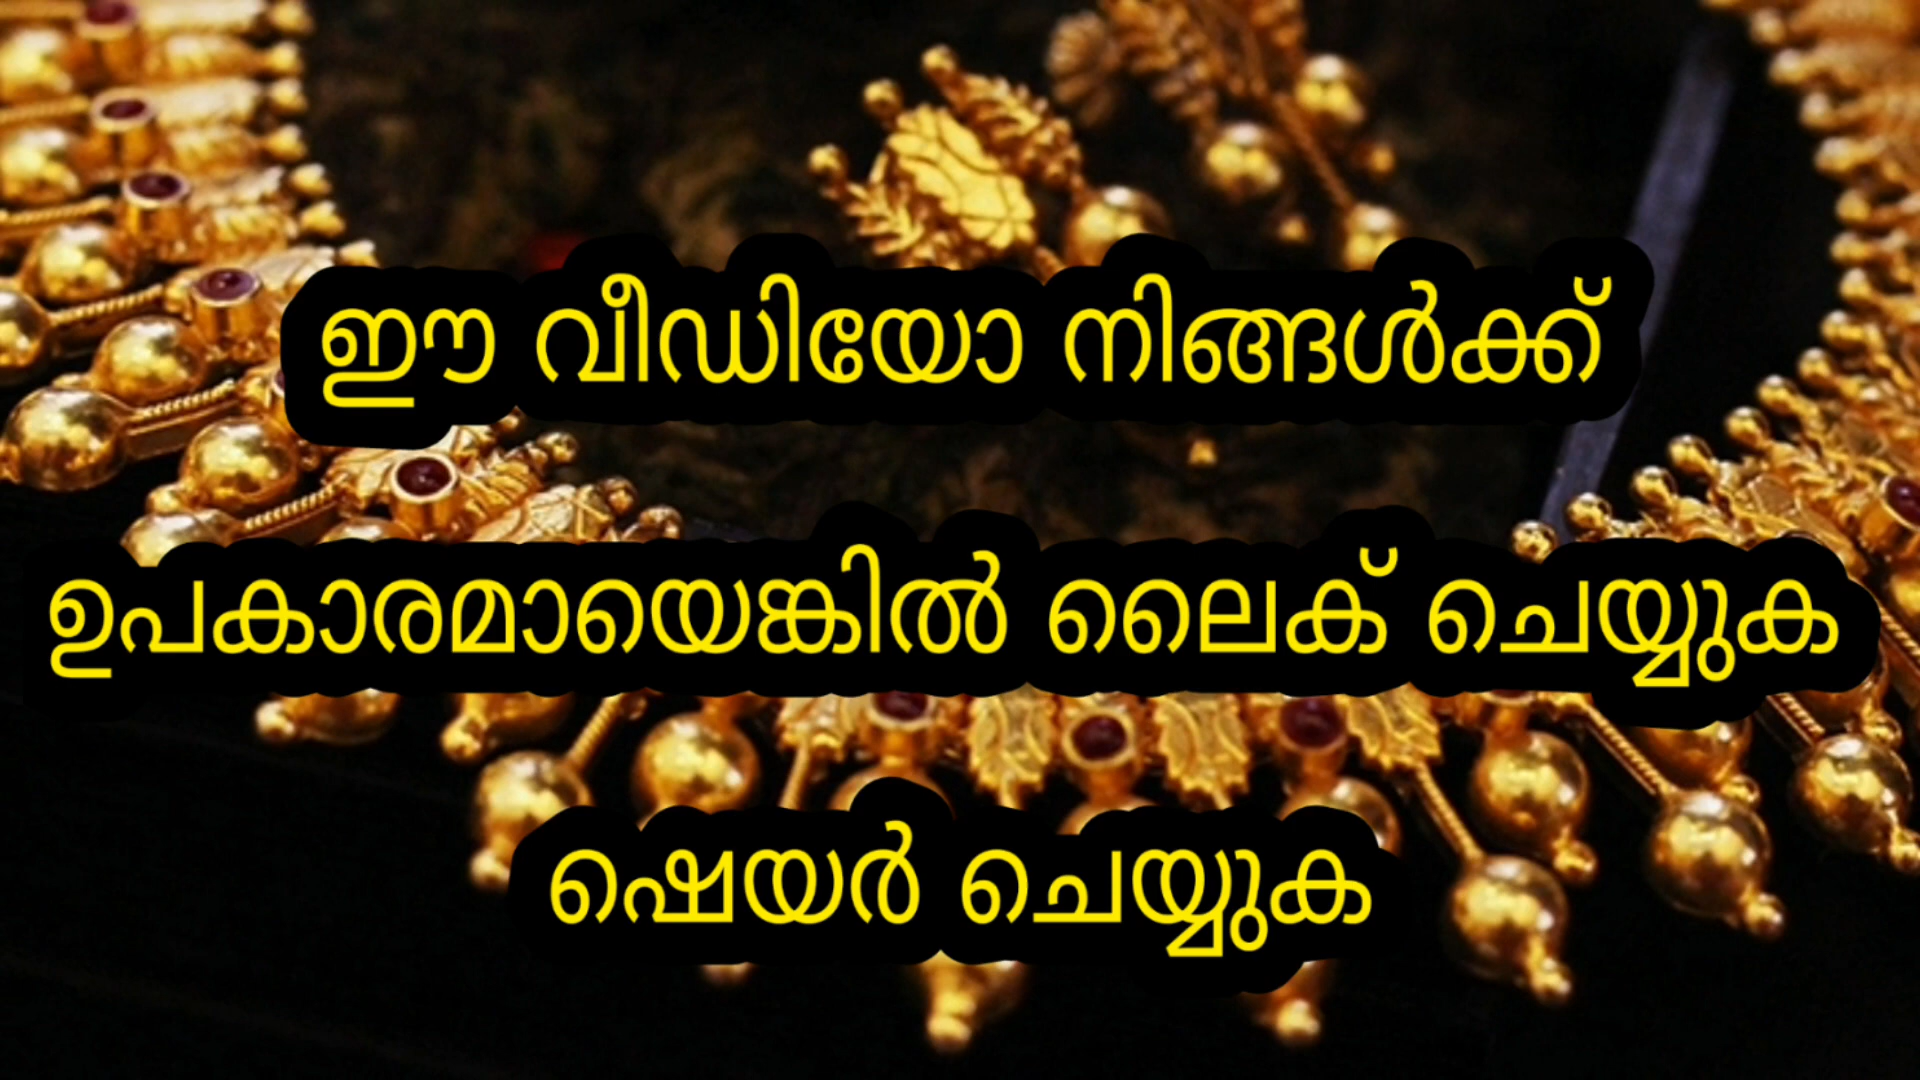 ഈ വീഡിയോ നിങ്ങൾക്ക്
ഉപകാരമായെങ്കിൽ ലൈക് ചെയ്യുക
ഷെയർ ചെയ്യുക